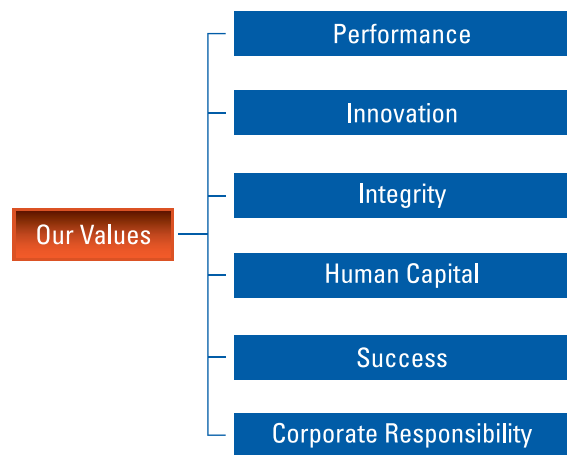 Performance
Innovation
Integrity
Our Values
Human Capital
Success
Corporate Responsibility